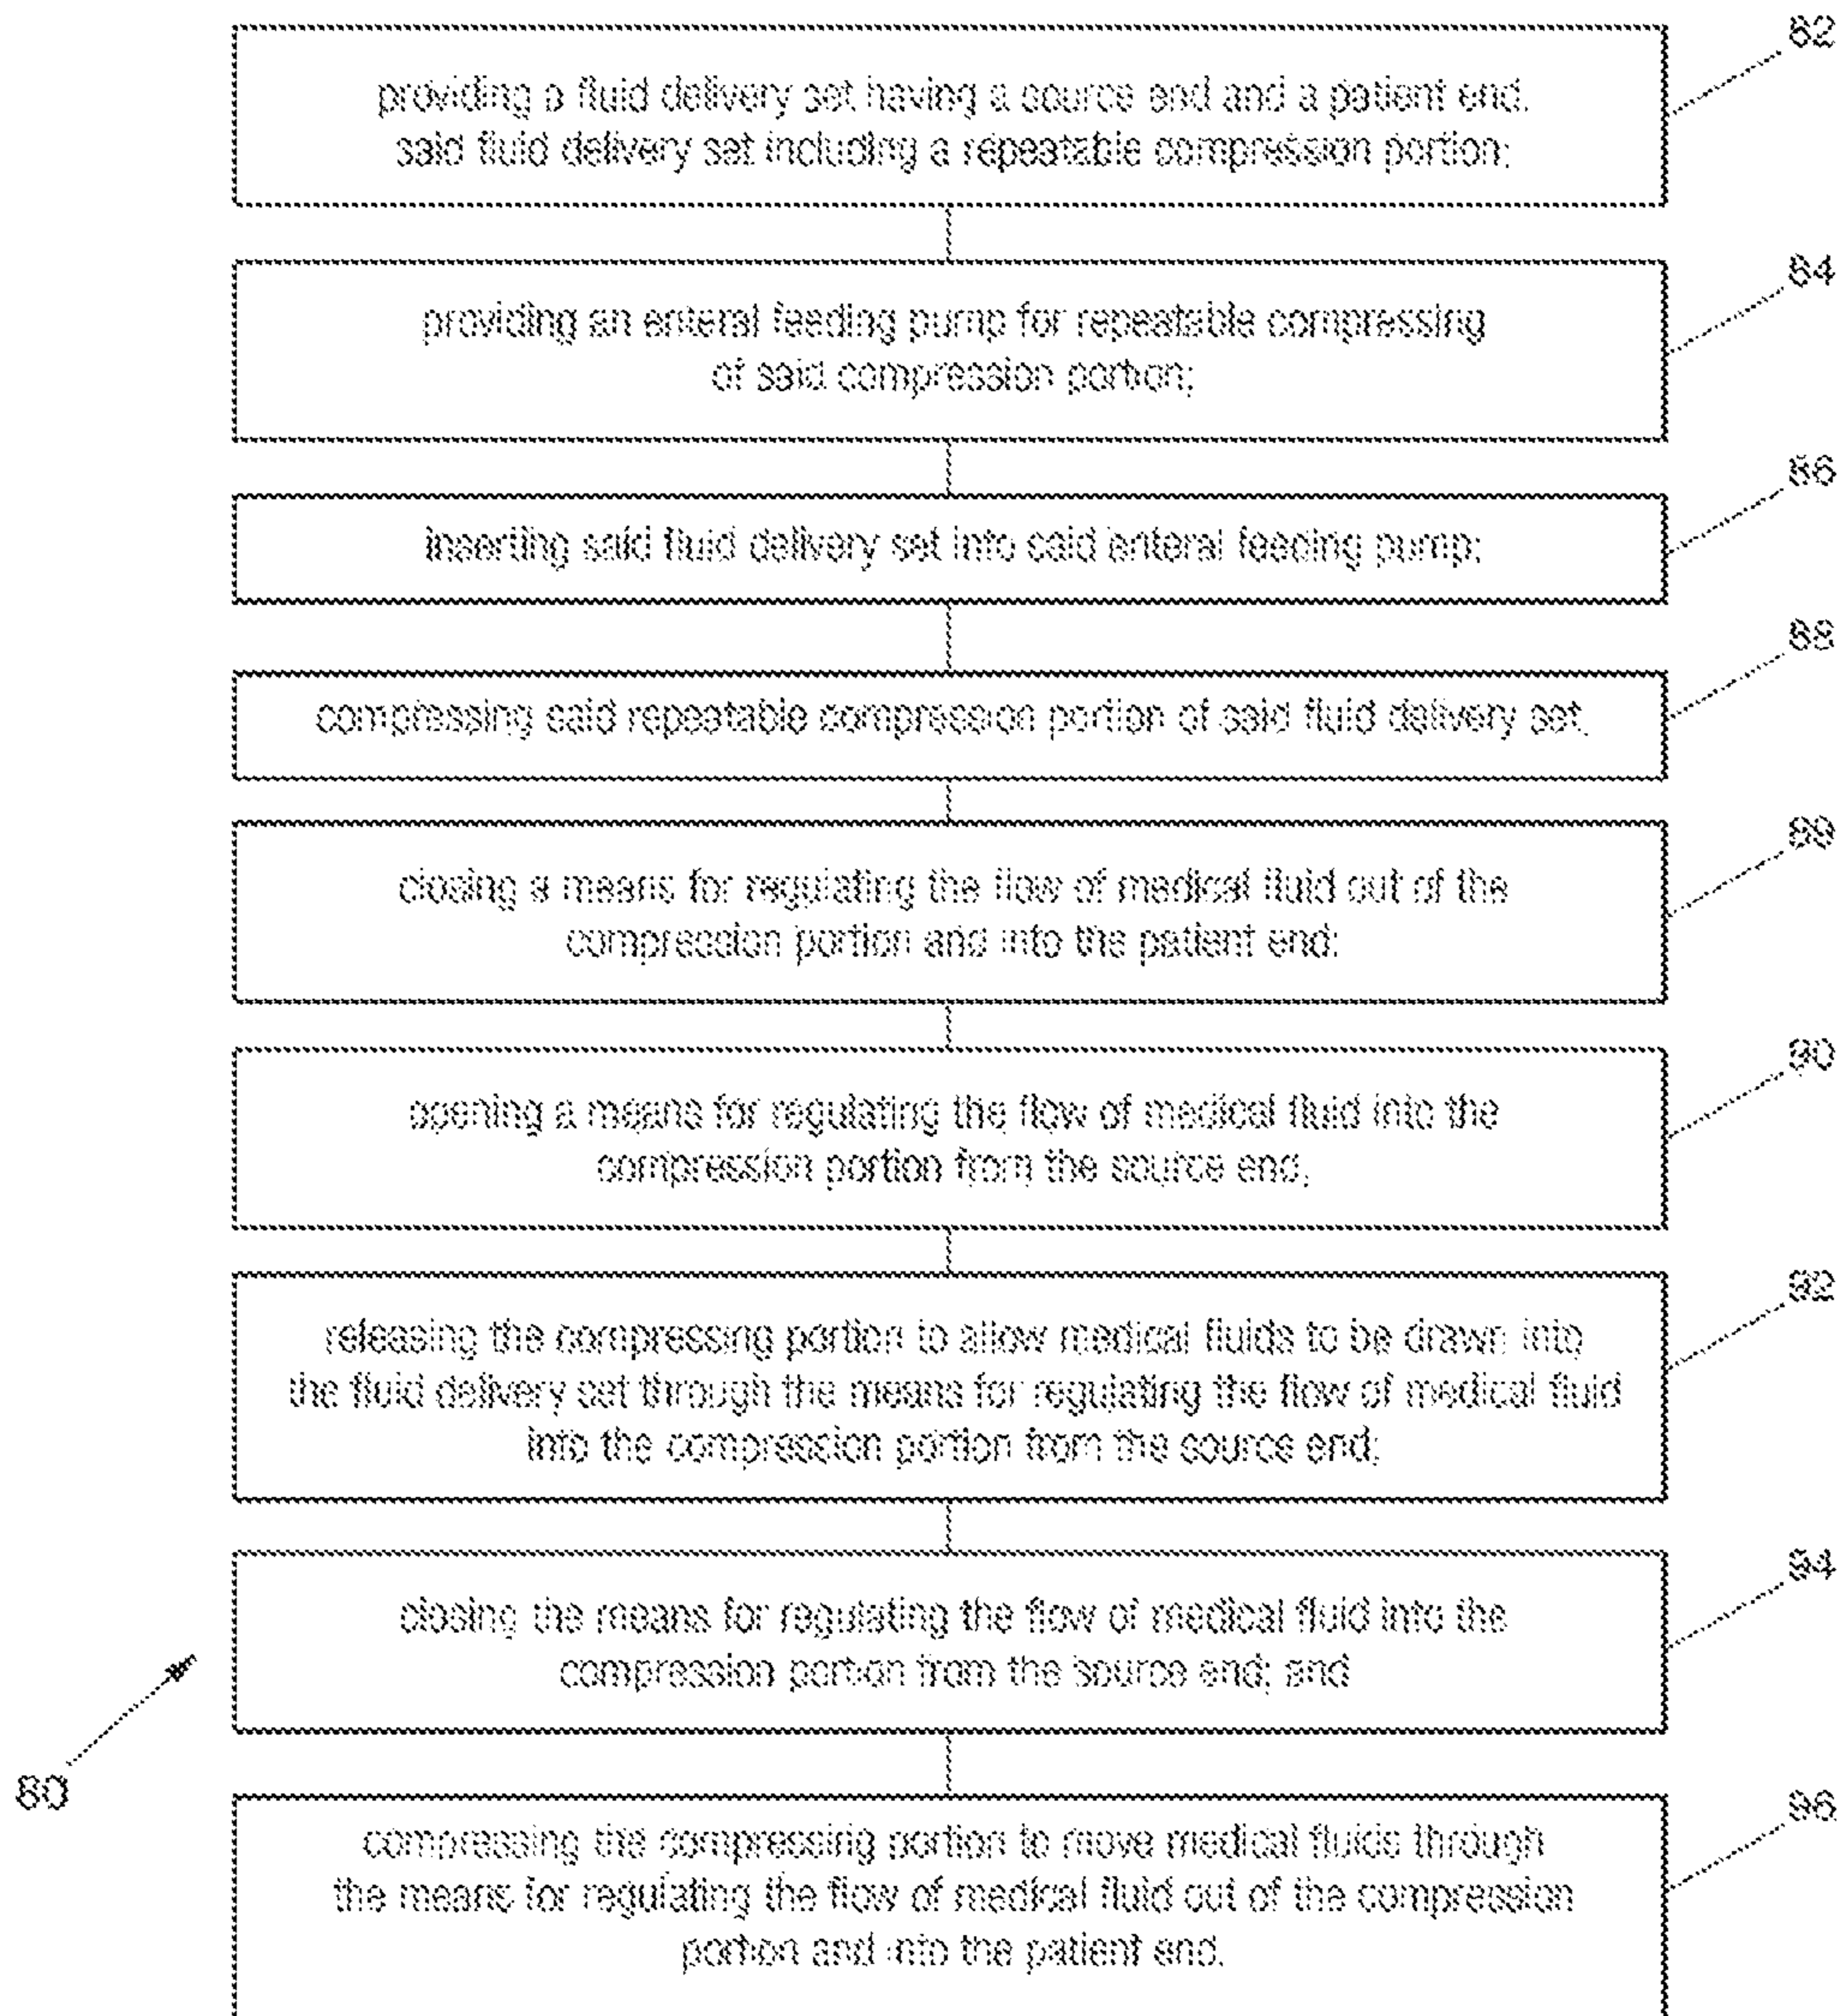 82
providing a fluid delivery set having a source end and a patient end,
said fluid delivery set including a repeatable compression portion;
84
providing an enteral feeding pump for repeatable compressing
of said compression portion;
86
inserting said fluid delivery set into said enteral feeding pump;
88
compressing said repeatable compression portion of said fluid delivery set,
89
closing a means for regulating the flow of medical fluid out of the
compression portion and into the patient end;
90
opening a means for regulating the flow of medical fluid into the
compression portion from the source end,
92
releasing the compressing portion to allow medical fluids to be drawn into
the fluid delivery set through the means for regulating the flow of medical fluid
into the compression portion from the source end;
94
closing the means for regulating the flow of medical fluid into the
compression portion from the source end; and
80
96
compressing the compressing portion to move medical fluids through
the means for regulating the flow of medical fluid out of the compression
portion and into the patient end.